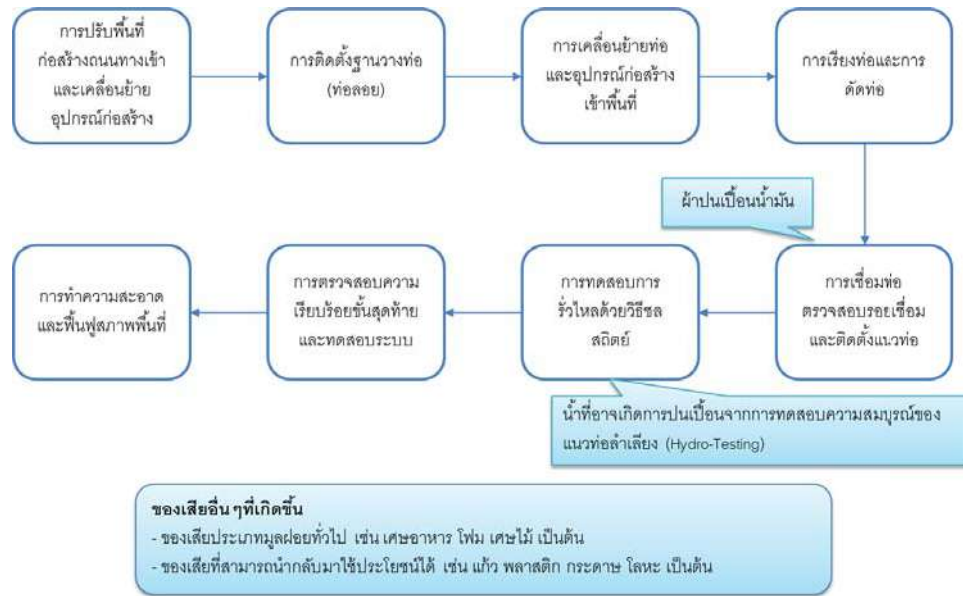 การปรับพื้นที่
ก่อสร้างถนนทางเข้า
และเคลื่อนย้าย
อุปกรณ์ก่อสร้าง
การติดตั้งฐานวางท่อ
(ท่อลอย)
การเคลื่อนย้ายท่อ
และอุปกรณ์ก่อสร้าง
เข้าพื้นที่
การเรียงท่อและการ
ดัดท่อ
ผ้าปนเปื้อนน้ำมัน
การเชื่อมท่อ
ตรวจสอบรอยเชื่อม
และติดตั้งแนวท่อ
การทดสอบการ
รั่วไหลด้วยวิธีชล
สถิตย์
น้ำที่อาจเกิดการปนเปื้อนจากการทดสอบความสมบูรณ์ของ
แนวท่อลำเลียง (Hydro-Testing)
การตรวจสอบความ
เรียบร้อยขั้นสุดท้าย
และทดสอบระบบ
การทำความสะอาด
และฟื้นฟูสภาพพื้นที่
ของเสียอื่นๆที่เกิดขึ้น
- ของเสียประเภทมูลฝอยทั่วไป เช่น เศษอาหาร โฟม เศษไม้ เป็นต้น
- ของเสียที่สามารถนำกลับมาใช้ประโยชน์ได้ เช่น แก้ว พลาสติก กระดาษ โลหะ เป็นต้น